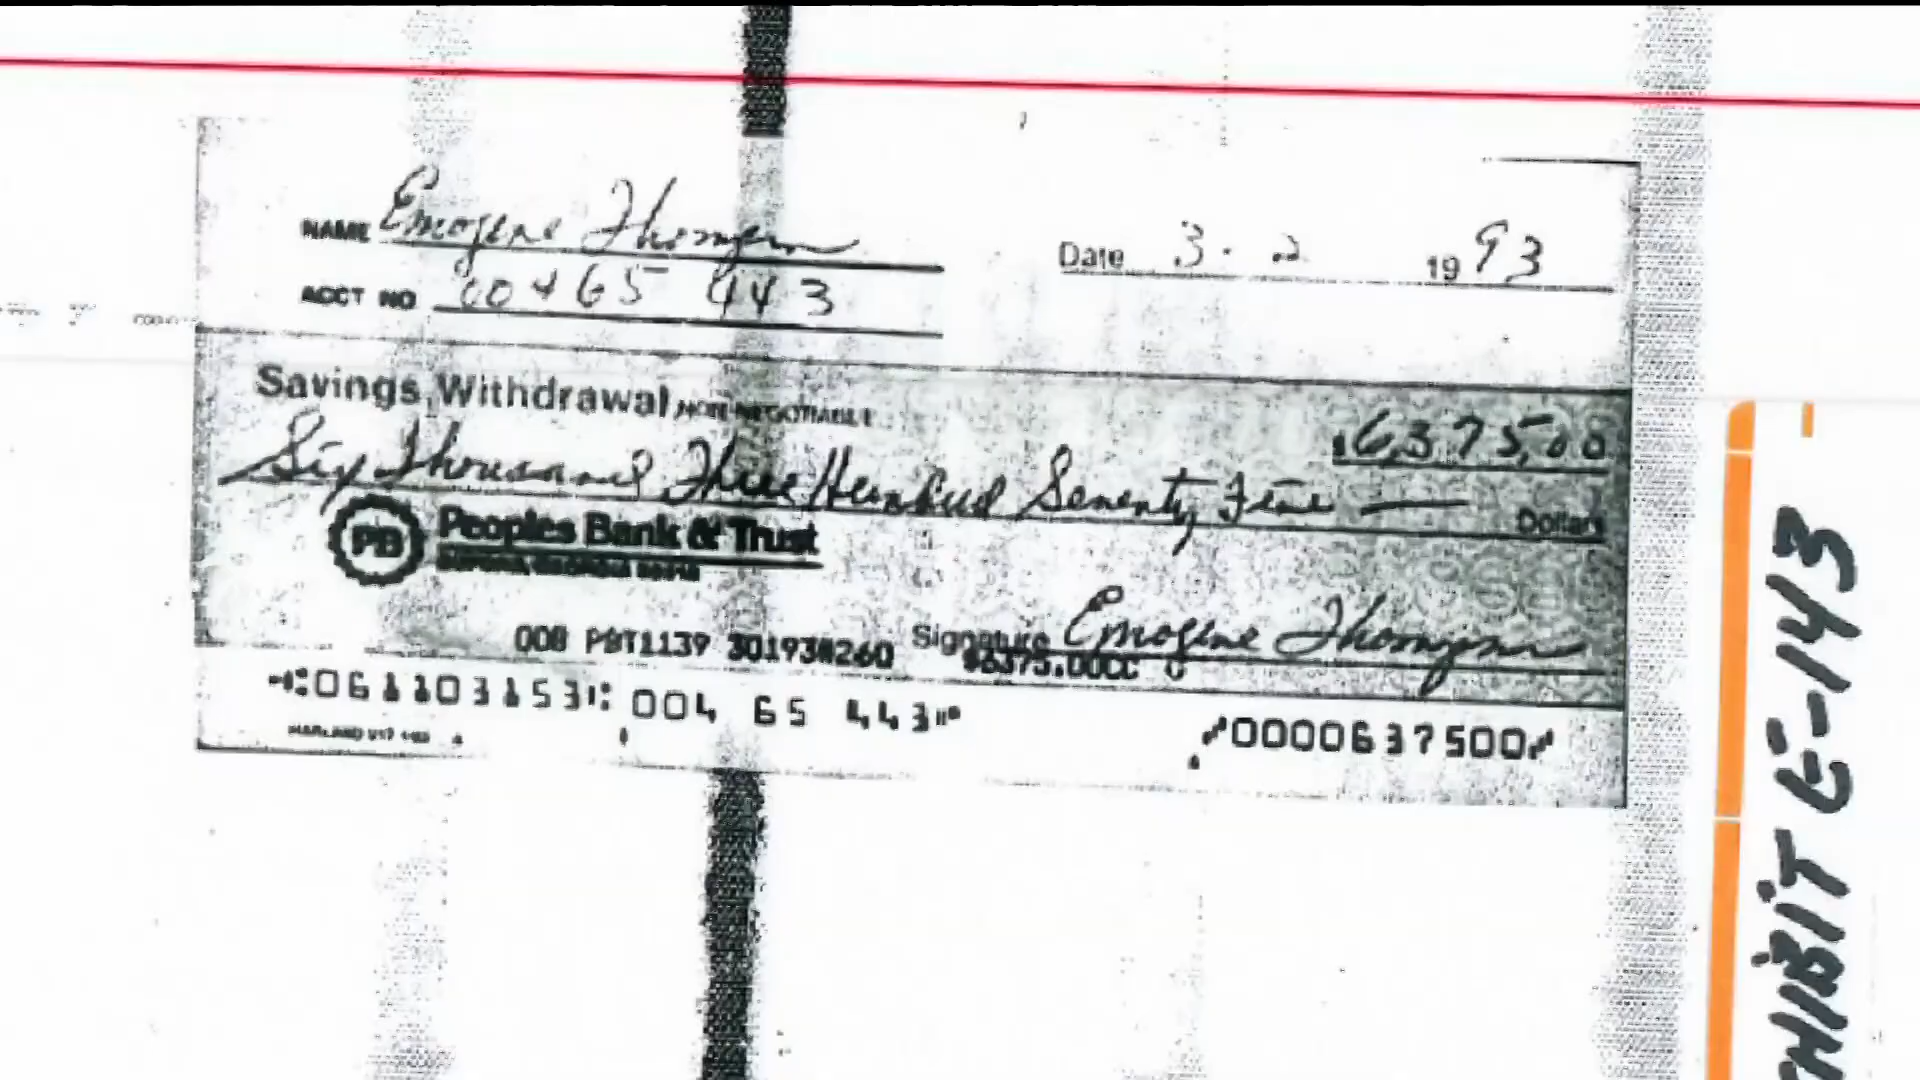 NAME Emogene Thompson
Date 3-2 1993
ACCT NO 00465 443
Savings Withdrawal NON-NEGOTIABLE
$6,375.00
Six Thousand Three Hundred Seventy Five — Dollars
PB Peoples Bank & Trust
008 PBT1139 301938260
Signature Emogene Thompson
$6375.00CC 0
⑆061103153⑆ 004 65 443⑈
⑇0000637500⑇
EXHIBIT E-143